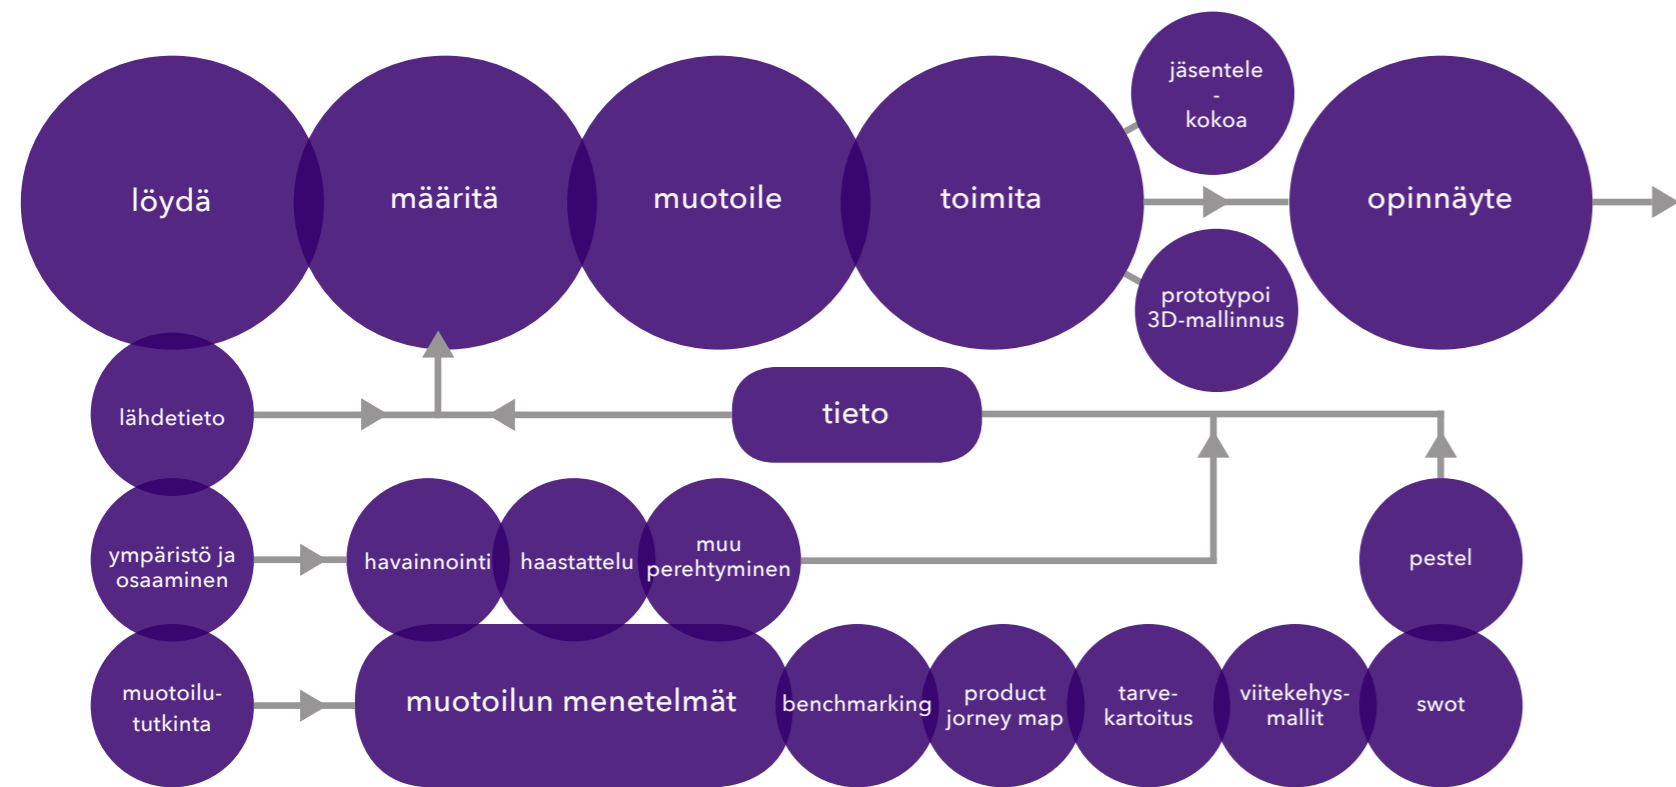 löydä
määritä
muotoile
toimita
jäsentele
-
kokoa
opinnäyte
prototypoi
3D-mallinnus
lähdetieto
tieto
ympäristö ja
osaaminen
havainnointi
haastattelu
muu
perehtyminen
pestel
muotoilu-
tutkinta
muotoilun menetelmät
benchmarking
product
jorney map
tarve-
kartoitus
viitekehys-
mallit
swot